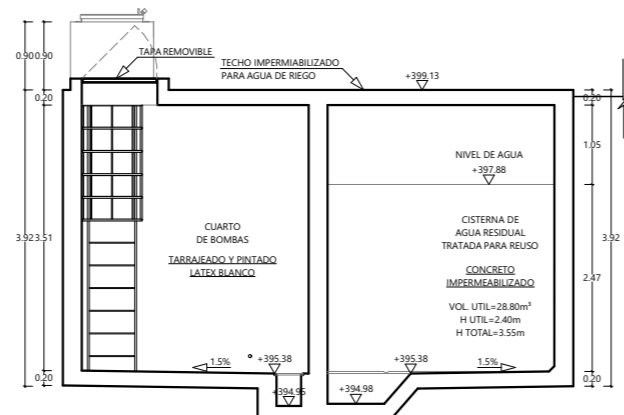 0.90
0.90
TAPA REMOVIBLE
TECHO IMPERMIABILIZADO
PARA AGUA DE RIEGO
+399.13
0.20
0.20
1.05
NIVEL DE AGUA
+397.88
3.92
3.51
CUARTO
DE BOMBAS
TARRAJEADO Y PINTADO
LATEX BLANCO
CISTERNA DE
AGUA RESIDUAL
TRATADA PARA REUSO
CONCRETO
IMPERMEABILIZADO
VOL. UTIL=28.80m³
H UTIL=2.40m
H TOTAL=3.55m
2.47
3.92
1.5%
+395.38
+395.38
1.5%
0.20
+394.95
+394.98
0.20